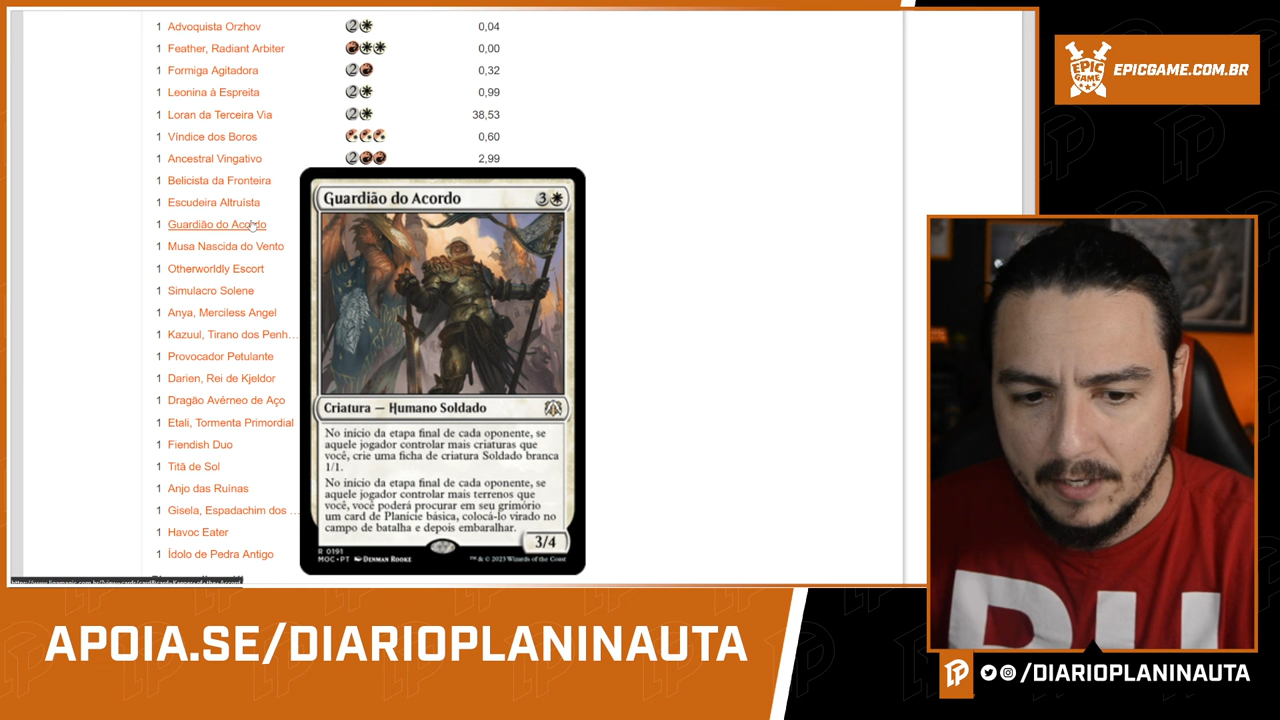 1 Advoquista Orzhov 2 0,04
1 Feather, Radiant Arbiter 0,00
1 Formiga Agitadora 2 0,32
1 Leonina à Espreita 2 0,99
1 Loran da Terceira Via 2 38,53
1 Víndice dos Boros 0,60
1 Ancestral Vingativo 2 2,99
1 Belicista da Fronteira
1 Escudeira Altruísta
1 Guardião do Acordo
1 Musa Nascida do Vento
1 Otherworldly Escort
1 Simulacro Solene
1 Anya, Merciless Angel
1 Kazuul, Tirano dos Penh...
1 Provocador Petulante
1 Darien, Rei de Kjeldor
1 Dragão Avérneo de Aço
1 Etali, Tormenta Primordial
1 Fiendish Duo
1 Titã de Sol
1 Anjo das Ruínas
1 Gisela, Espadachim dos ...
1 Havoc Eater
1 Ídolo de Pedra Antigo
Guardião do Acordo 3
Criatura — Humano Soldado
No início da etapa final de cada oponente, se
aquele jogador controlar mais criaturas que
você, crie uma ficha de criatura Soldado branca
1/1.
No início da etapa final de cada oponente, se
aquele jogador controlar mais terrenos que
você, você poderá procurar em seu grimório
um card de Planície básica, colocá-lo virado no
campo de batalha e depois embaralhar.
3/4
R 0191
MOC • PT DENMAN ROOKE
™ & © 2023 Wizards of the Coast
EPIC GAME
EPICGAME.COM.BR
APOIA.SE/DIARIOPLANINAUTA
/DIARIOPLANINAUTA